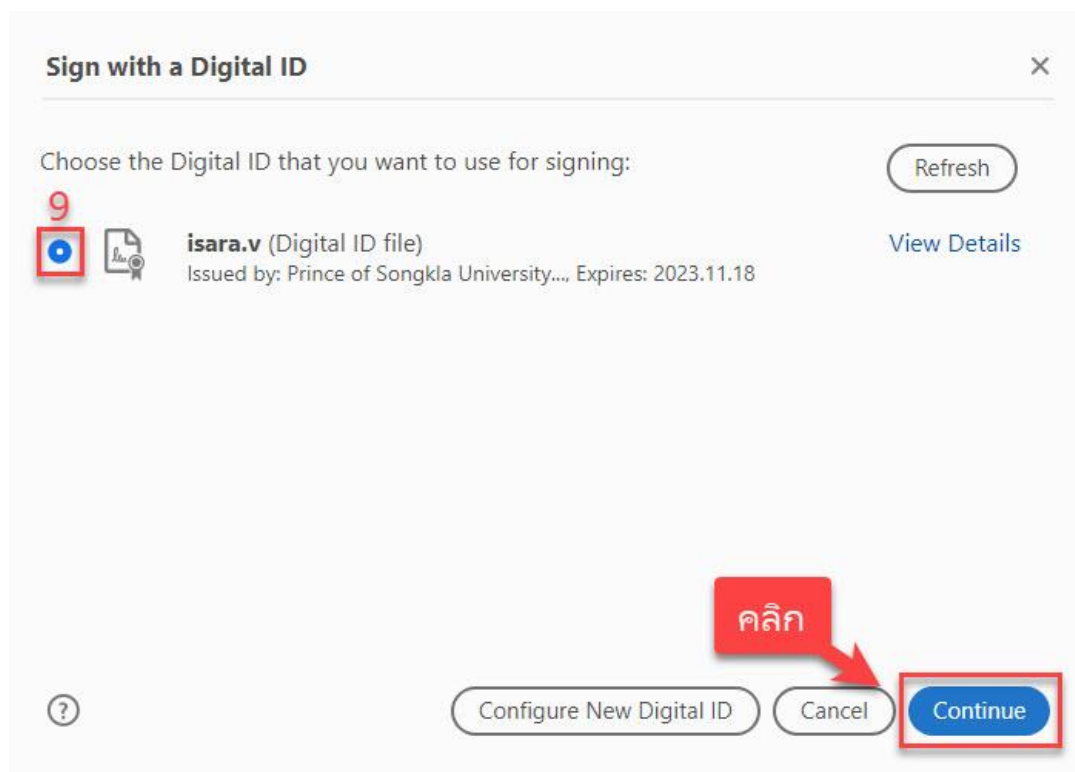 Sign with a Digital ID
Choose the Digital ID that you want to use for signing:
Refresh
9
isara.v (Digital ID file)
View Details
Issued by: Prince of Songkla University..., Expires: 2023.11.18
คลิก
?
Configure New Digital ID
Cancel
Continue